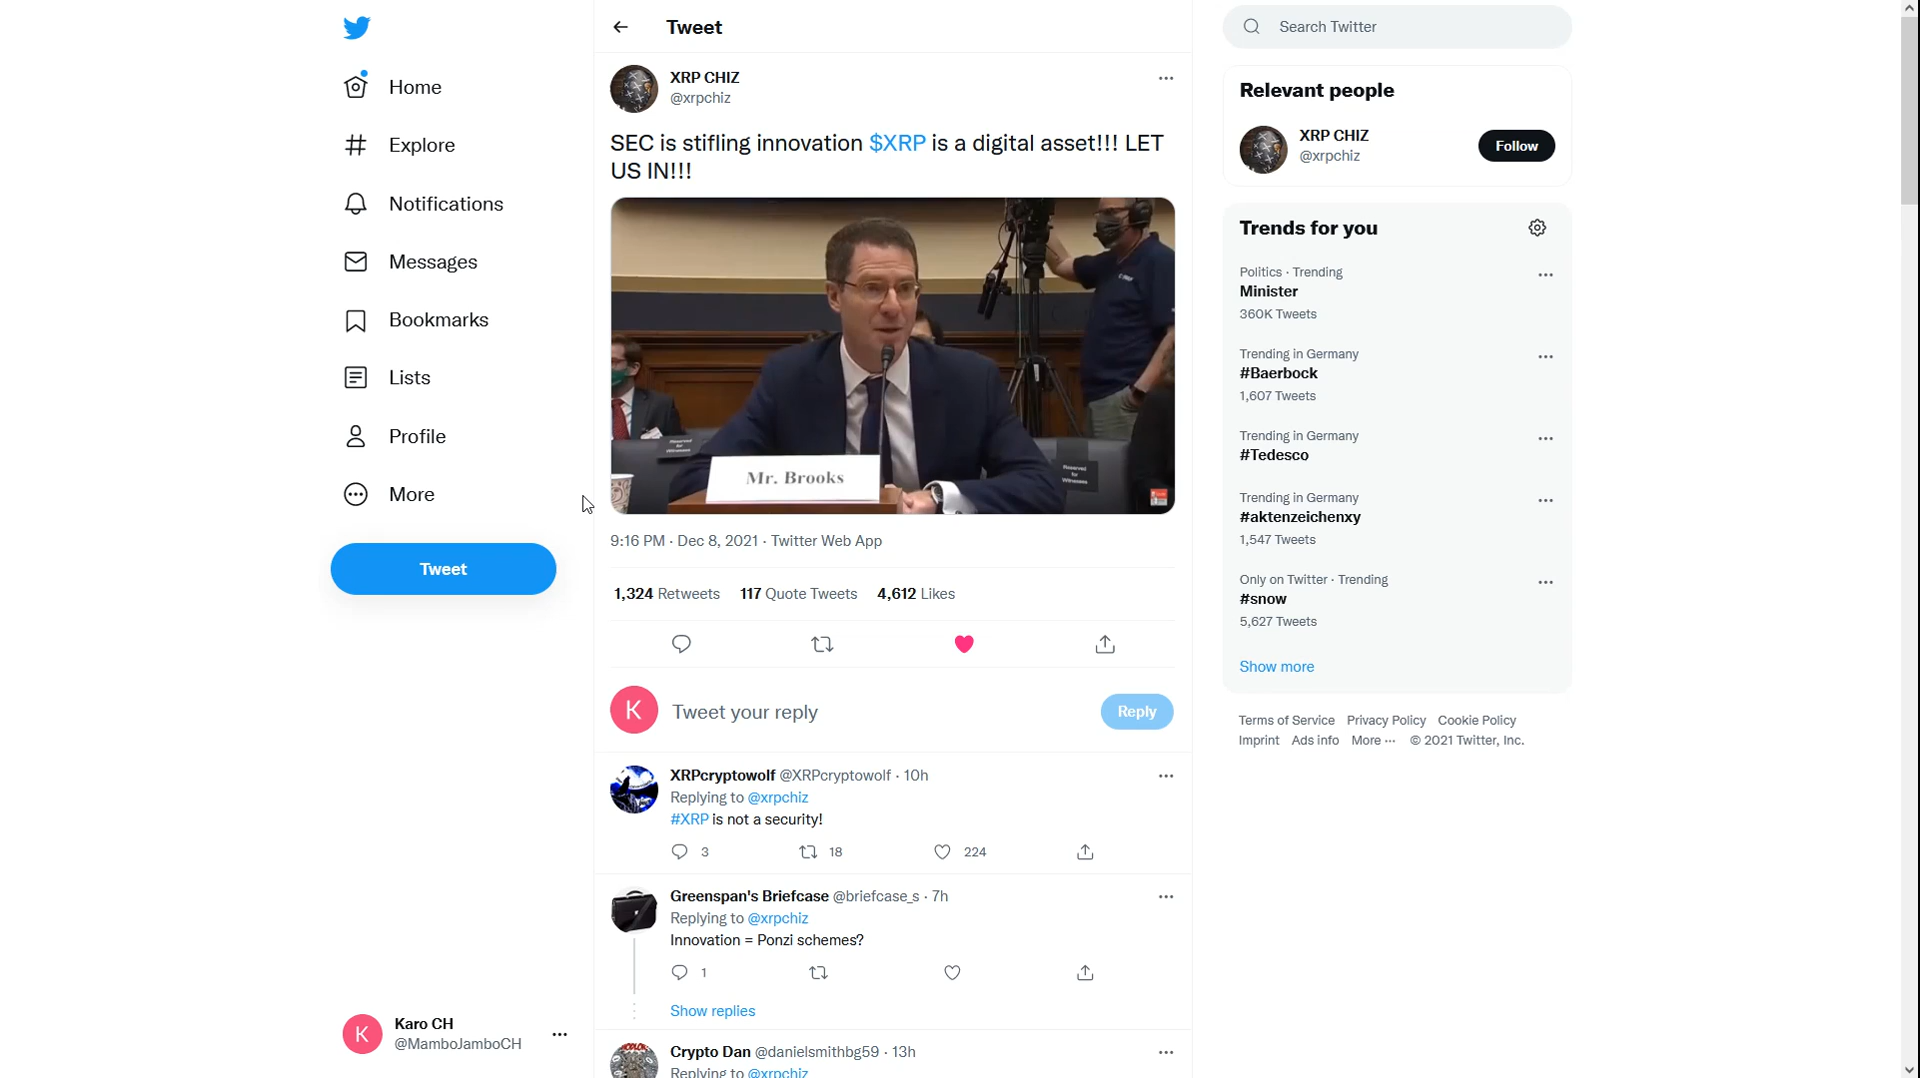 Home
Explore
Notifications
Messages
Bookmarks
Lists
Profile
More
Tweet
Karo CH
@MamboJamboCH
Tweet
XRP CHIZ
@xrpchiz
SEC is stifling innovation $XRP is a digital asset!!! LET
US IN!!!
Reserved
for
Witnesses
Mr. Brooks
Reserved
for
Witnesses
9:16 PM · Dec 8, 2021 · Twitter Web App
1,324 Retweets 117 Quote Tweets 4,612 Likes
K
Tweet your reply
Reply
XRPcryptowolf @XRPcryptowolf · 10h
Replying to @xrpchiz
#XRP is not a security!
3 18 224
Greenspan's Briefcase @briefcase_s · 7h
Replying to @xrpchiz
Innovation = Ponzi schemes?
1
Show replies
Crypto Dan @danielsmithbg59 · 13h
Replying to @xrpchiz
K
Search Twitter
Relevant people
XRP CHIZ
@xrpchiz
Follow
Trends for you
Politics · Trending
Minister
360K Tweets
Trending in Germany
#Baerbock
1,607 Tweets
Trending in Germany
#Tedesco
Trending in Germany
#aktenzeichenxy
1,547 Tweets
Only on Twitter · Trending
#snow
5,627 Tweets
Show more
Terms of Service Privacy Policy Cookie Policy
Imprint Ads info More ··· © 2021 Twitter, Inc.